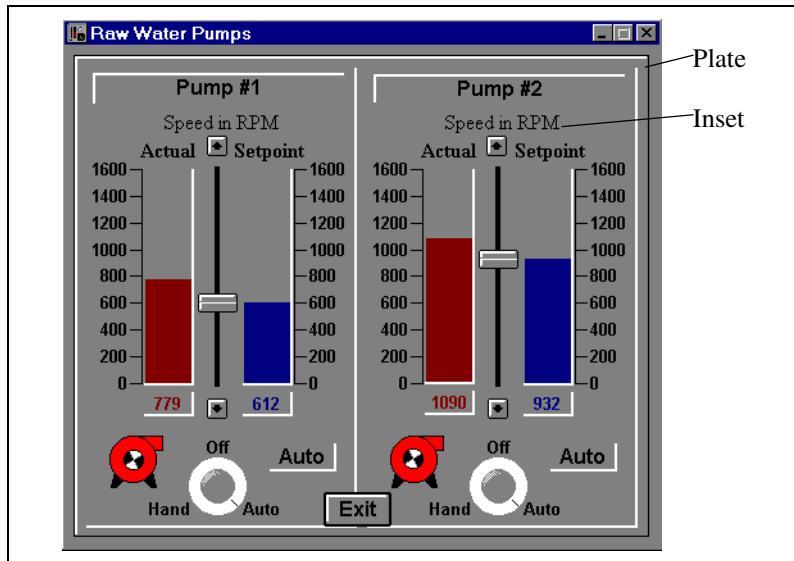 Raw Water Pumps
Plate
Inset
Pump #1
Speed in RPM
Actual Setpoint
1600 1600
1400 1400
1200 1200
1000 1000
800 800
600 600
400 400
200 200
0 0
779 612
Off
Auto
Hand Auto
Pump #2
Speed in RPM
Actual Setpoint
1600 1600
1400 1400
1200 1200
1000 1000
800 800
600 600
400 400
200 200
0 0
1090 932
Off
Auto
Hand Auto
Exit